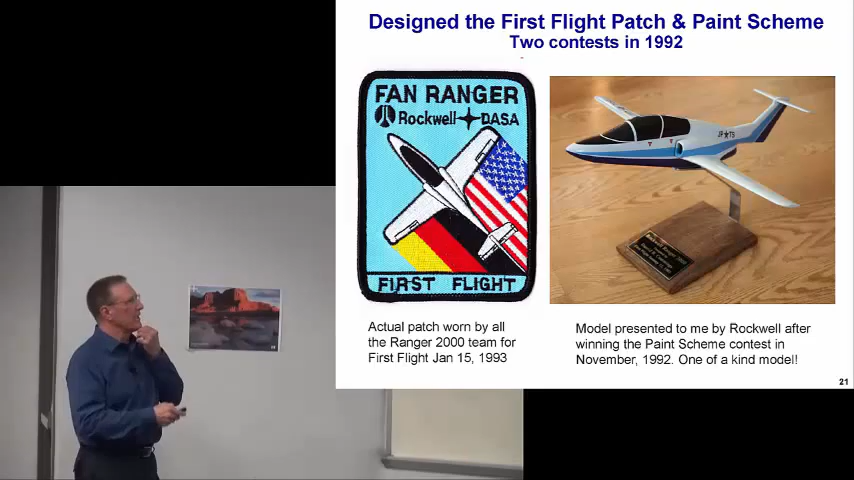 Designed the First Flight Patch & Paint Scheme
Two contests in 1992
FAN RANGER
Rockwell DASA
FIRST FLIGHT
Actual patch worn by all
the Ranger 2000 team for
First Flight Jan 15, 1993
Model presented to me by Rockwell after
winning the Paint Scheme contest in
November, 1992. One of a kind model!
21